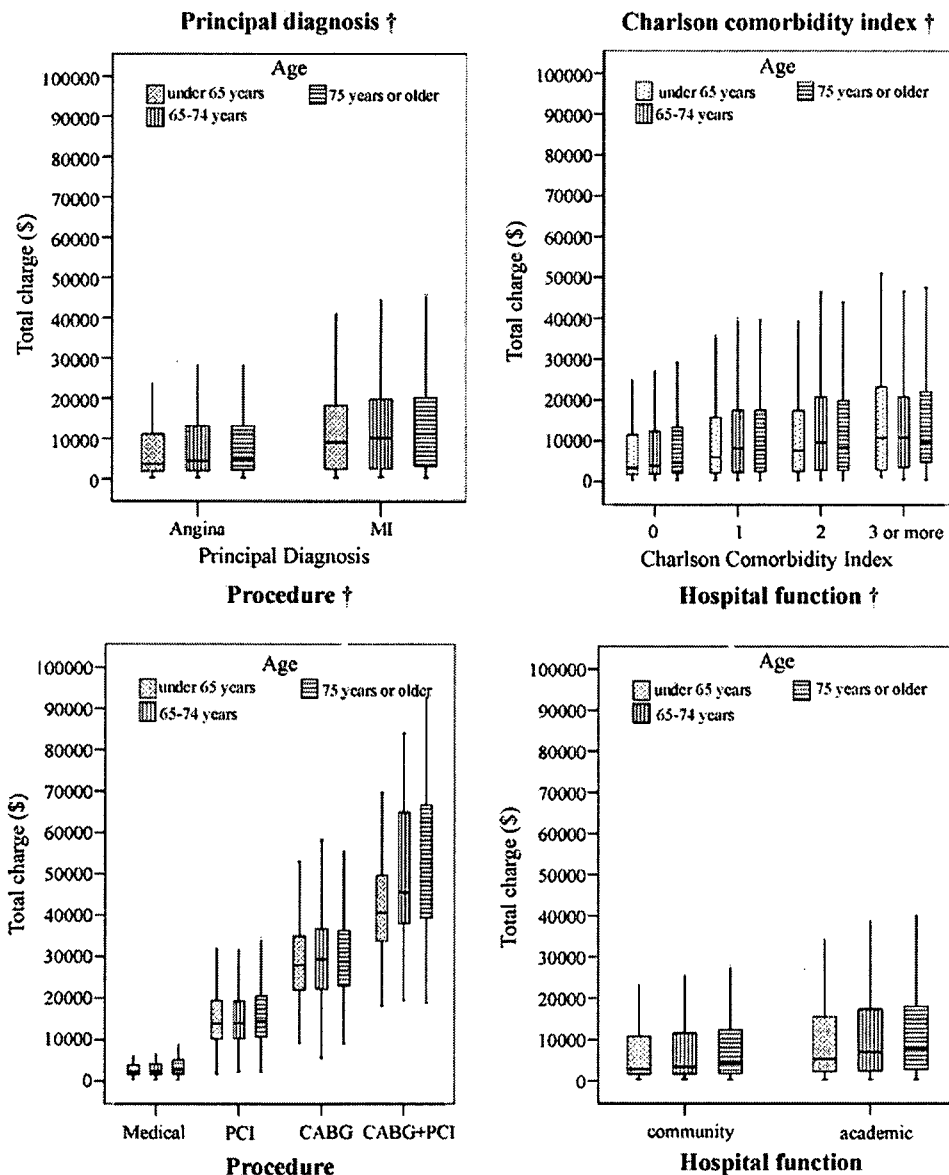 Principal diagnosis †
Age
under 65 years
75 years or older
65-74 years
Total charge ($)
100000
90000
80000
70000
60000
50000
40000
30000
20000
10000
0
Angina
MI
Principal Diagnosis
Charlson comorbidity index †
Age
under 65 years
75 years or older
65-74 years
Total charge ($)
100000
90000
80000
70000
60000
50000
40000
30000
20000
10000
0
0
1
2
3 or more
Charlson Comorbidity Index
Procedure †
Age
under 65 years
75 years or older
65-74 years
Total charge ($)
100000
90000
80000
70000
60000
50000
40000
30000
20000
10000
0
Medical
PCI
CABG
CABG+PCI
Procedure
Hospital function †
Age
under 65 years
75 years or older
65-74 years
Total charge ($)
100000
90000
80000
70000
60000
50000
40000
30000
20000
10000
0
community
academic
Hospital function